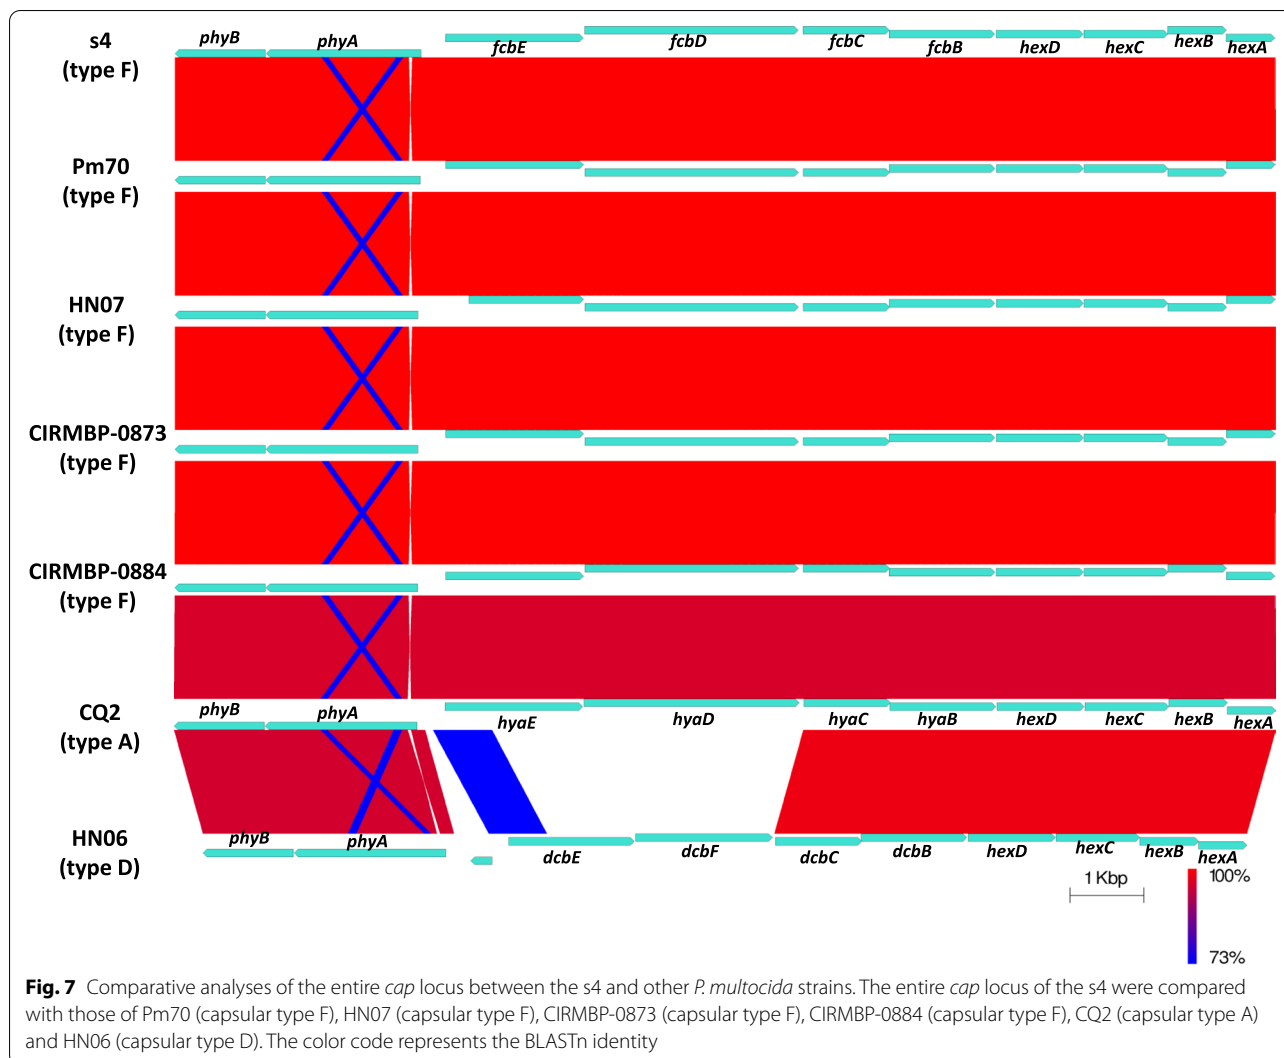 s4
(type F)
phyB phyA fcbE fcbD fcbC fcbB hexD hexC hexB hexA
Pm70
(type F)
HN07
(type F)
CIRMBP-0873
(type F)
CIRMBP-0884
(type F)
CQ2
(type A)
phyB phyA hyaE hyaD hyaC hyaB hexD hexC hexB hexA
HN06
(type D)
phyB phyA dcbE dcbF dcbC dcbB hexD hexC hexB hexA
1 Kbp
100%
73%
Fig. 7 Comparative analyses of the entire cap locus between the s4 and other P. multocida strains. The entire cap locus of the s4 were compared
with those of Pm70 (capsular type F), HN07 (capsular type F), CIRMBP-0873 (capsular type F), CIRMBP-0884 (capsular type F), CQ2 (capsular type A)
and HN06 (capsular type D). The color code represents the BLASTn identity